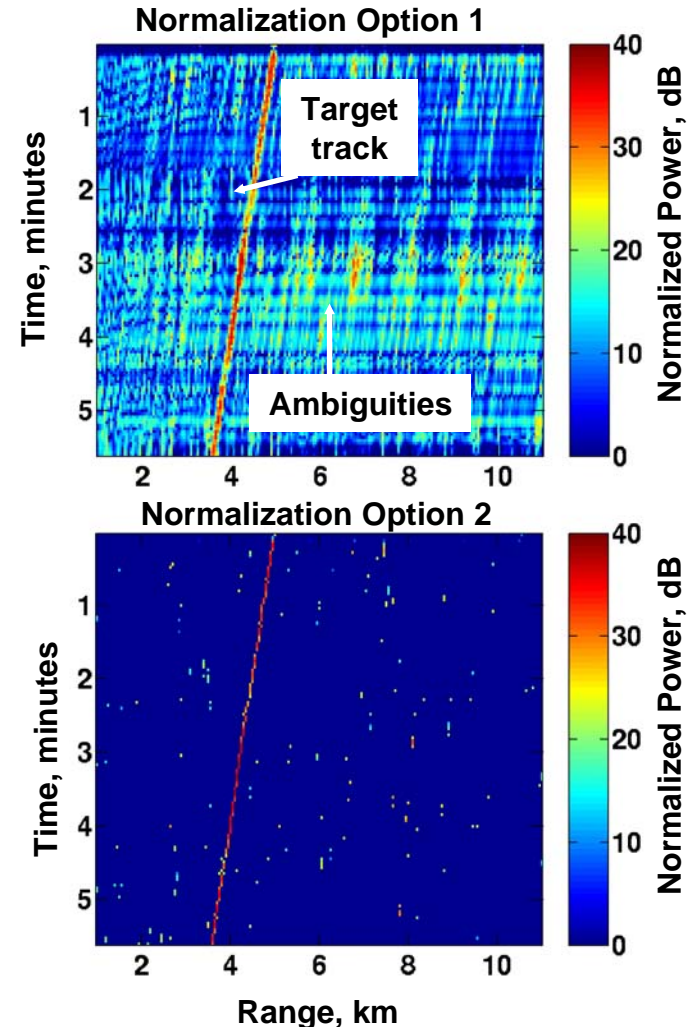 Normalization Option 1
Target
track
Ambiguities
Time, minutes
1
2
3
4
5
2 4 6 8 10
40
30
20
10
0
Normalized Power, dB
Normalization Option 2
Time, minutes
1
2
3
4
5
2 4 6 8 10
Range, km
40
30
20
10
0
Normalized Power, dB